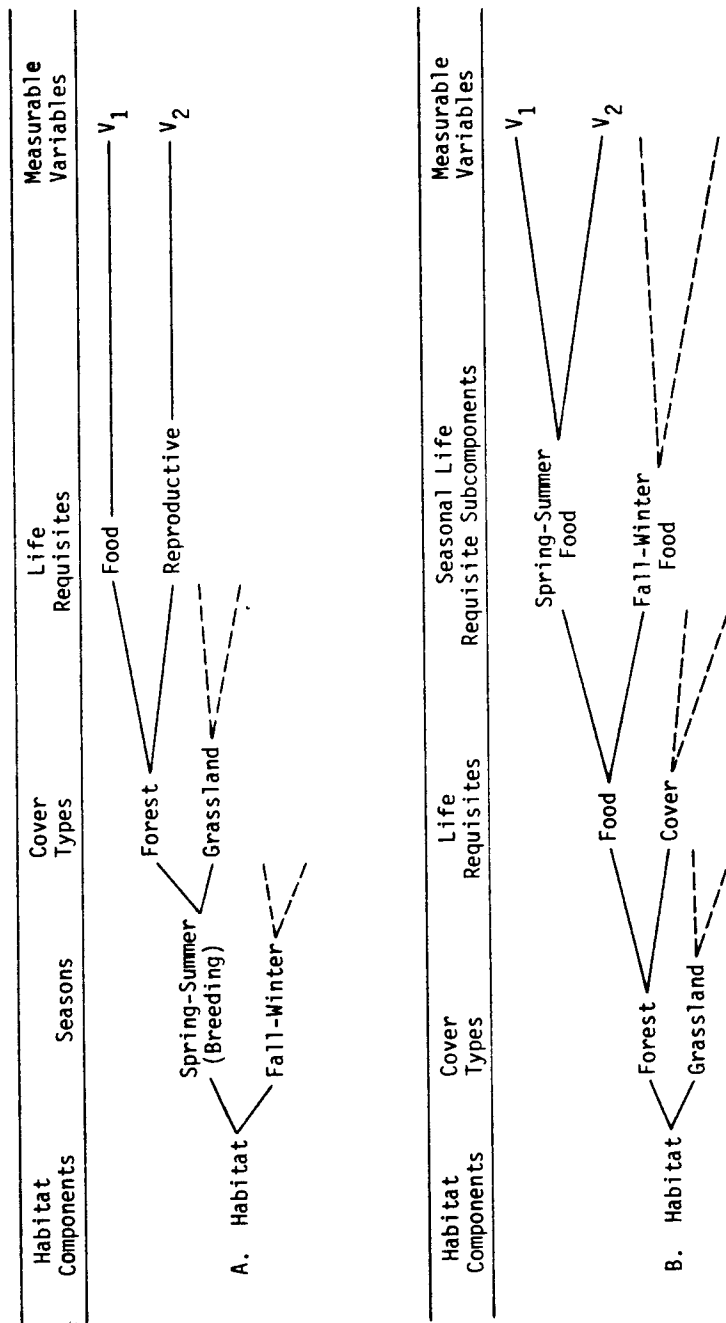 Habitat Components
Seasons
Cover Types
Life Requisites
Measurable Variables
A. Habitat
Spring-Summer (Breeding)
Fall-Winter
Forest
Grassland
Food
Reproductive
V1
V2
Habitat Components
Cover Types
Life Requisites
Seasonal Life Requisite Subcomponents
Measurable Variables
B. Habitat
Forest
Grassland
Food
Cover
Spring-Summer Food
Fall-Winter Food
V1
V2